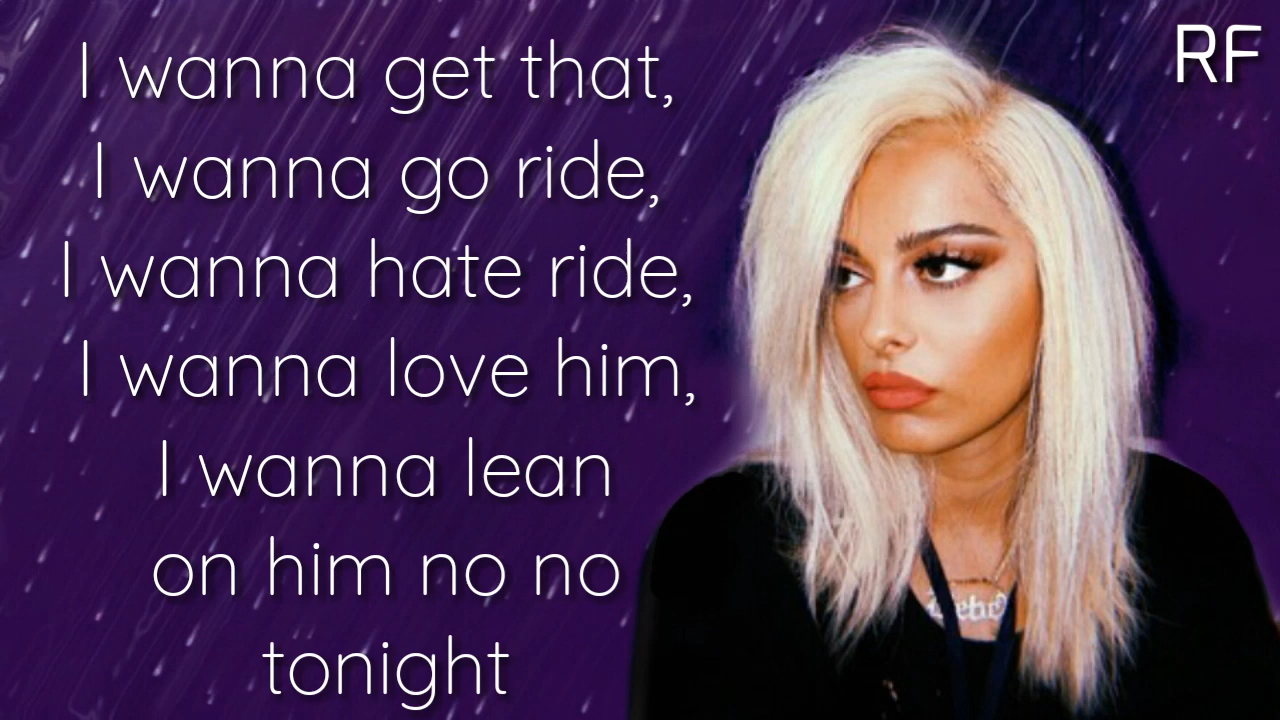 I wanna get that,
I wanna go ride,
I wanna hate ride,
I wanna love him,
I wanna lean
on him no no
tonight
RF